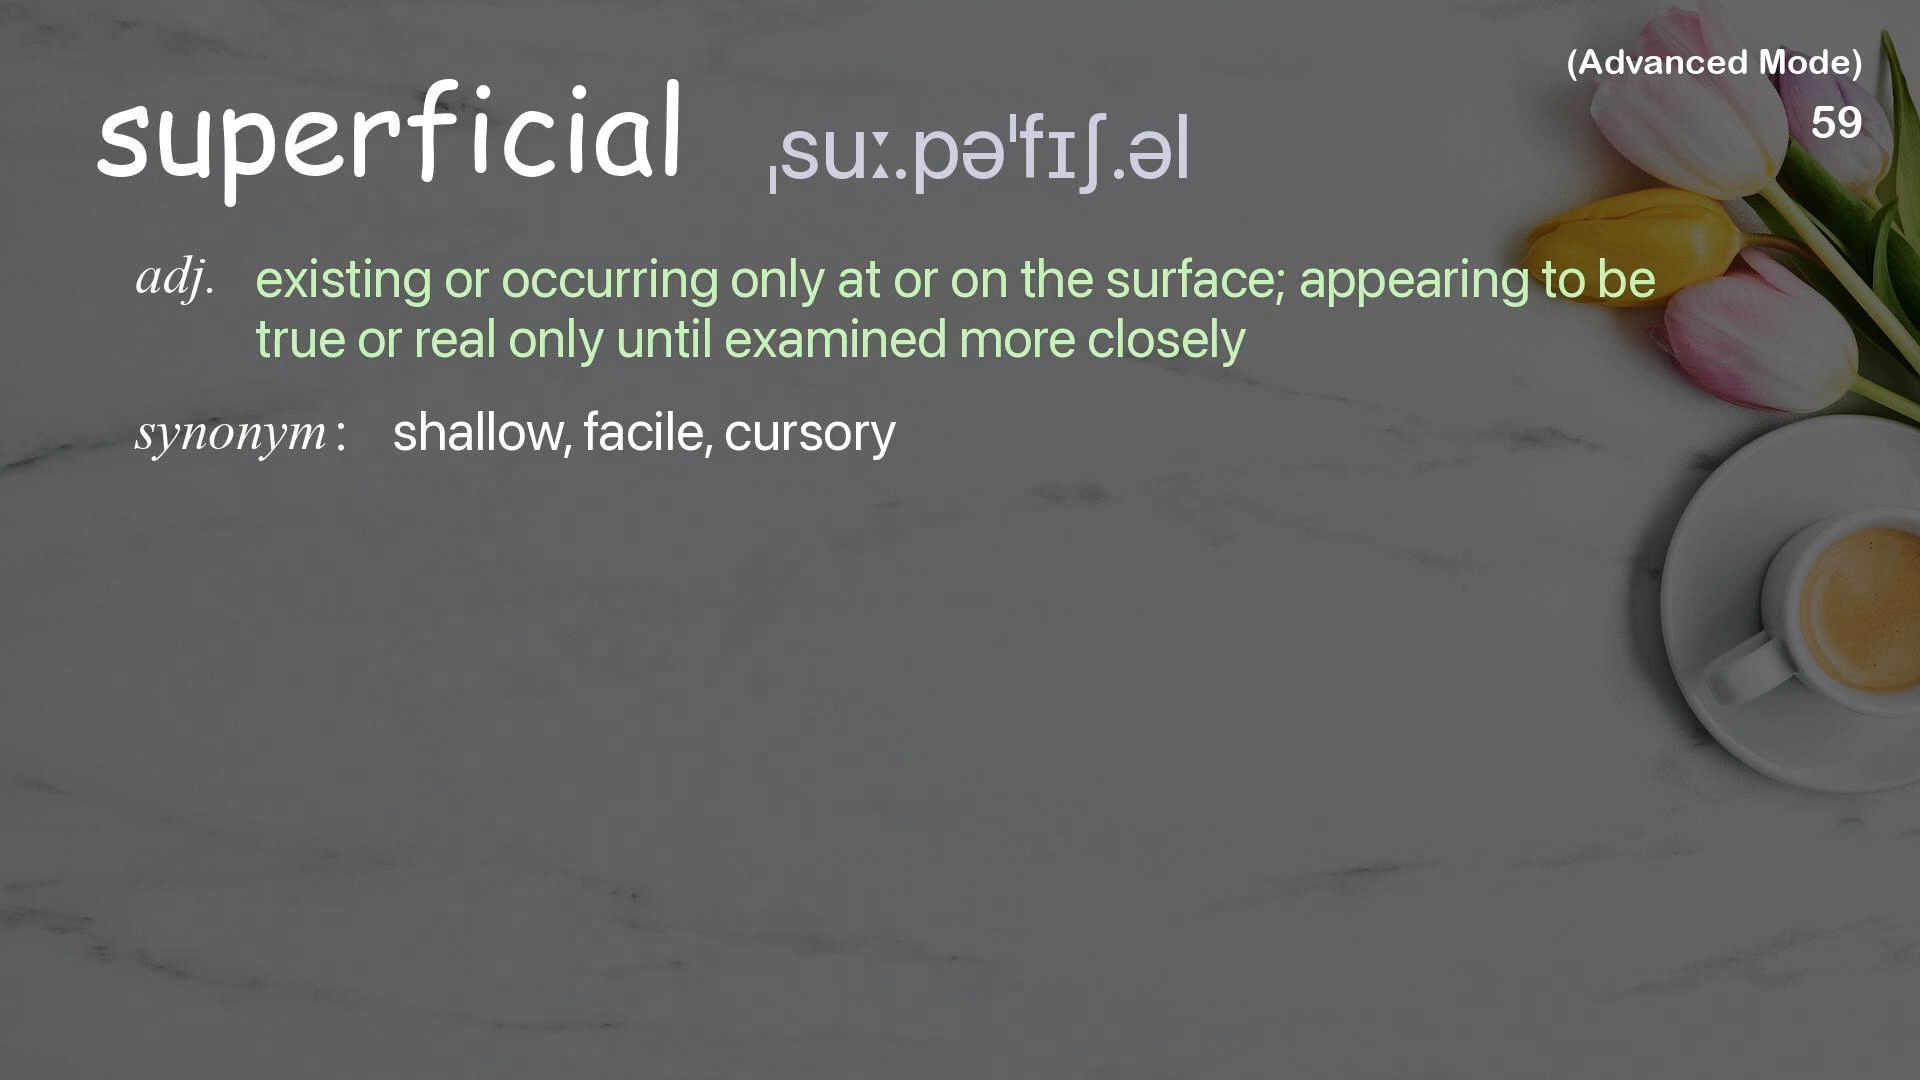 (Advanced Mode)
59
superficial ˌsuː.pəˈfɪʃ.əl
adj. existing or occurring only at or on the surface; appearing to be
true or real only until examined more closely
synonym: shallow, facile, cursory